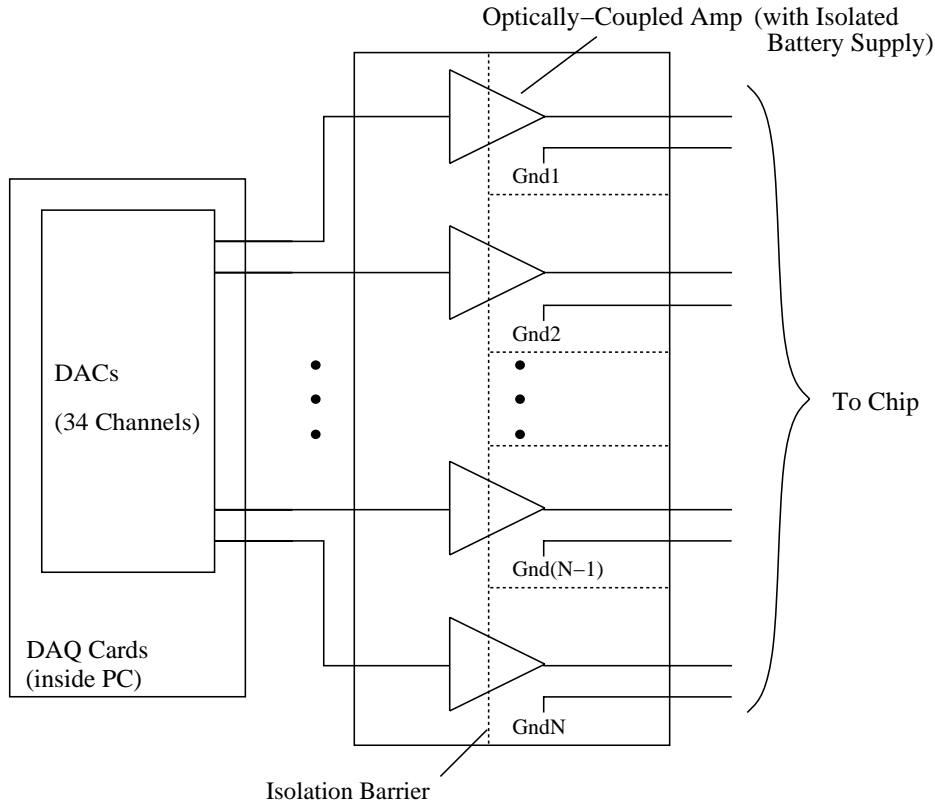 Optically−Coupled Amp (with Isolated
Battery Supply)
Gnd1
Gnd2
DACs
(34 Channels)
To Chip
Gnd(N−1)
DAQ Cards
(inside PC)
GndN
Isolation Barrier